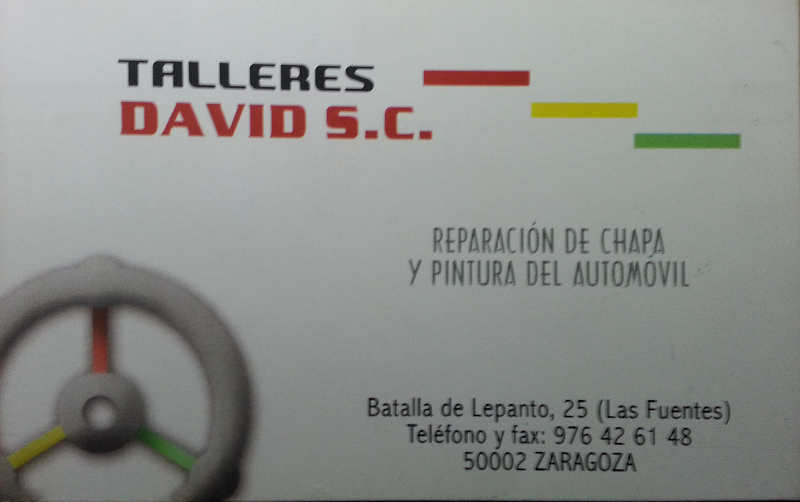 TALLERES
DAVID S.C.
REPARACIÓN DE CHAPA
Y PINTURA DEL AUTOMÓVIL
Batalla de Lepanto, 25 (Las Fuentes)
Teléfono y fax: 976 42 61 48
50002 ZARAGOZA